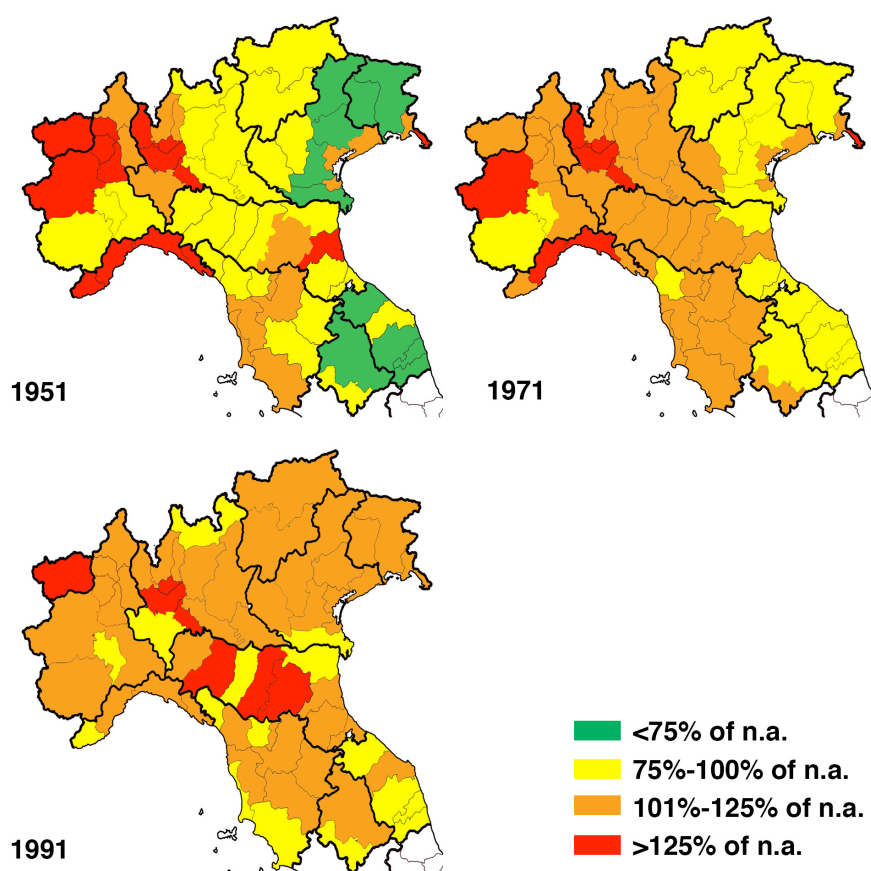 1951
1971
1991
<75% of n.a.
75%-100% of n.a.
101%-125% of n.a.
>125% of n.a.